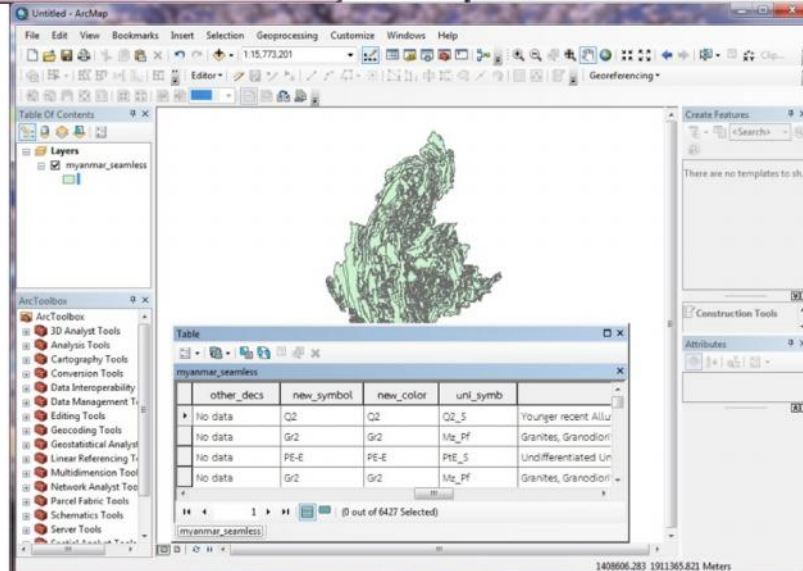 Untitled - ArcMap
File Edit View Bookmarks Insert Selection Geoprocessing Customize Windows Help
1:15,773,201
Editor
Georeferencing
Table Of Contents
Layers
myanmar_seamless
ArcToolbox
ArcToolbox
3D Analyst Tools
Analysis Tools
Cartography Tools
Conversion Tools
Data Interoperability
Data Management T
Editing Tools
Geocoding Tools
Geostatistical Analyst
Linear Referencing T
Multidimension Tool
Network Analyst Too
Parcel Fabric Tools
Schematics Tools
Server Tools
Table
myanmar_seamless
other_decs new_symbol new_color uni_symb
No data Q2 Q2 Q2_S Younger recent Allu
No data Gr2 Gr2 Mz_Pf Granites, Granodior
No data PE-E PE-E PtE_S Undifferentiated Un
No data Gr2 Gr2 Mz_Pf Granites, Granodior
1 (0 out of 6427 Selected)
myanmar_seamless
Create Features
<Search>
There are no templates to sh
Construction Tools
Attributes
1408606.283 1911365.821 Meters